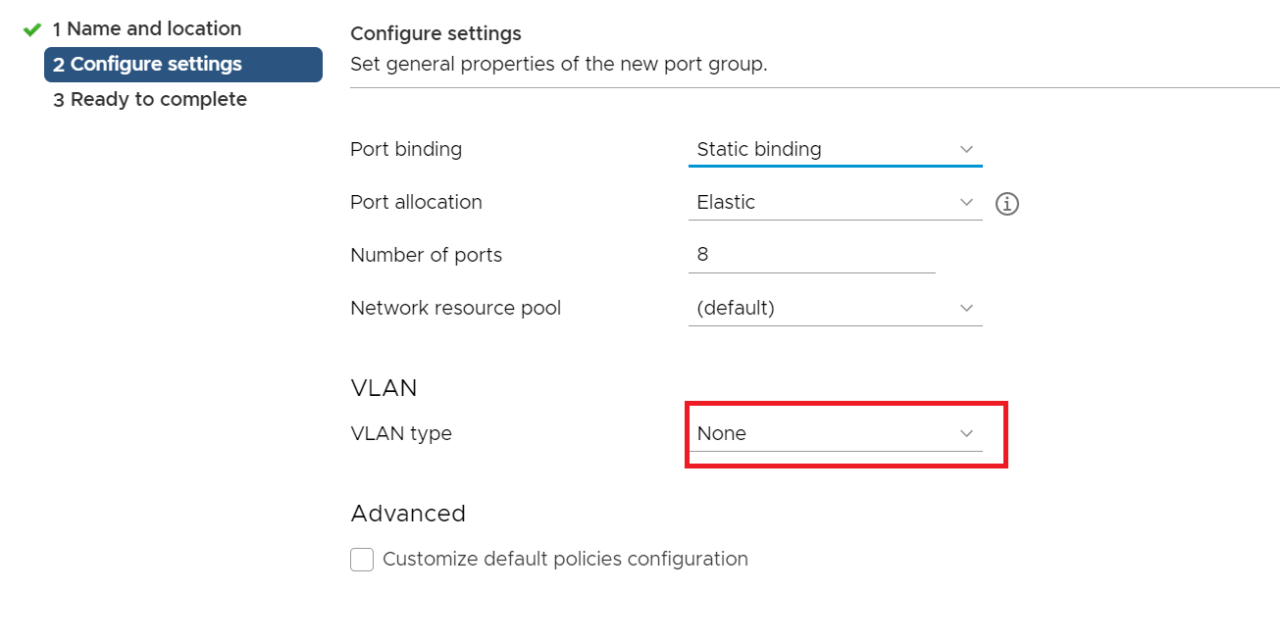 1 Name and location
2 Configure settings
3 Ready to complete
Configure settings
Set general properties of the new port group.
Port binding Static binding
Port allocation Elastic
Number of ports 8
Network resource pool (default)
VLAN
VLAN type None
Advanced
Customize default policies configuration